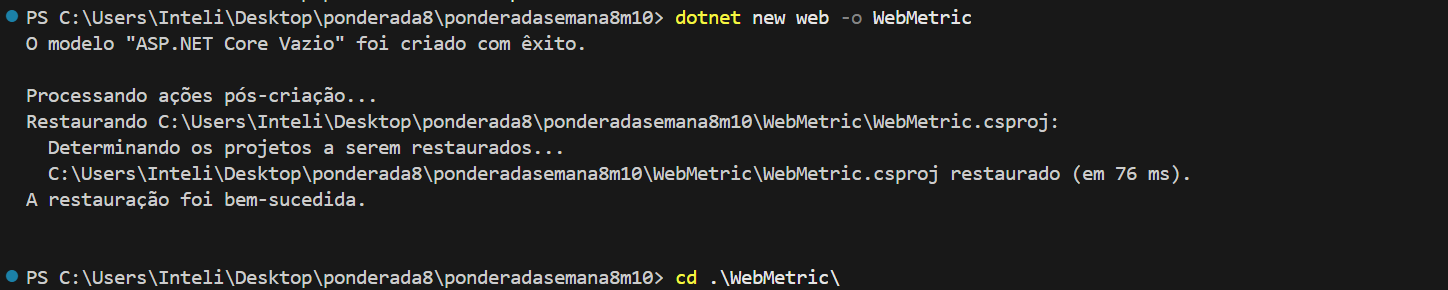 PS C:\Users\Inteli\Desktop\ponderada8\ponderadasemana8m10> dotnet new web -o WebMetric
O modelo "ASP.NET Core Vazio" foi criado com êxito.
Processando ações pós-criação...
Restaurando C:\Users\Inteli\Desktop\ponderada8\ponderadasemana8m10\WebMetric\WebMetric.csproj:
Determinando os projetos a serem restaurados...
C:\Users\Inteli\Desktop\ponderada8\ponderadasemana8m10\WebMetric\WebMetric.csproj restaurado (em 76 ms).
A restauração foi bem-sucedida.
PS C:\Users\Inteli\Desktop\ponderada8\ponderadasemana8m10> cd .\WebMetric\